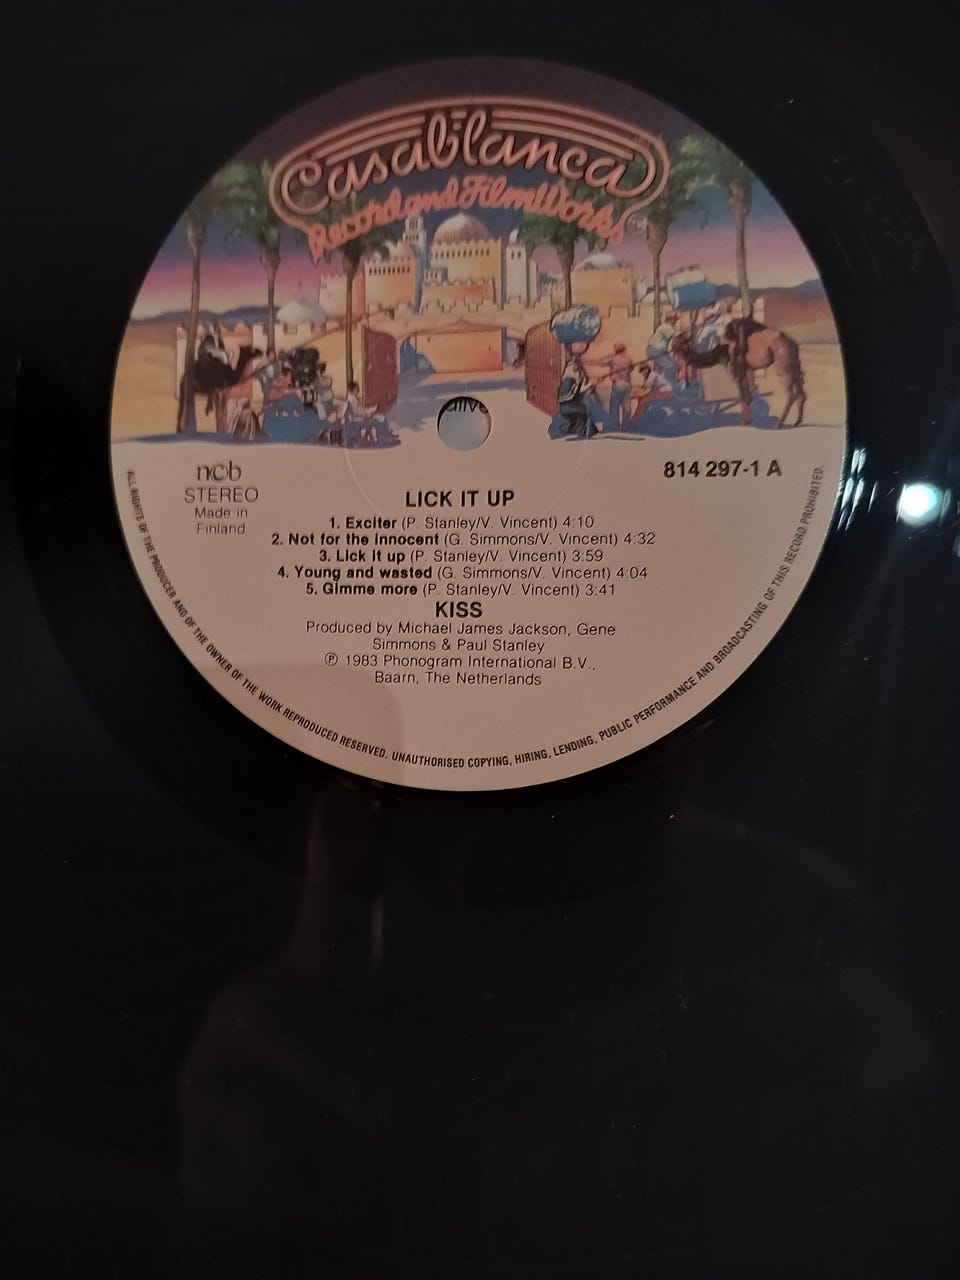 Casablanca
Record and FilmWorks
alive
ncb
STEREO
Made in
Finland
814 297-1 A
LICK IT UP
1. Exciter (P. Stanley/V. Vincent) 4:10
2. Not for the innocent (G. Simmons/V. Vincent) 4:32
3. Lick it up (P. Stanley/V. Vincent) 3:59
4. Young and wasted (G. Simmons/V. Vincent) 4:04
5. Gimme more (P. Stanley/V. Vincent) 3:41
KISS
Produced by Michael James Jackson, Gene
Simmons & Paul Stanley
℗ 1983 Phonogram International B.V.,
Baarn, The Netherlands
ALL RIGHTS OF THE PRODUCER AND OF THE OWNER OF THE WORK REPRODUCED RESERVED. UNAUTHORISED COPYING, HIRING, LENDING, PUBLIC PERFORMANCE AND BROADCASTING OF THIS RECORD PROHIBITED.